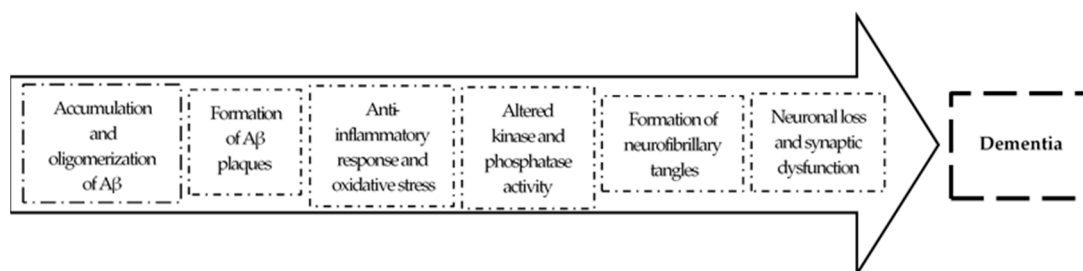 Accumulation
and
oligomerization
of Aβ
Formation
of Aβ
plaques
Anti-
inflammatory
response and
oxidative stress
Altered
kinase and
phosphatase
activity
Formation of
neurofibrillary
tangles
Neuronal loss
and synaptic
dysfunction
Dementia